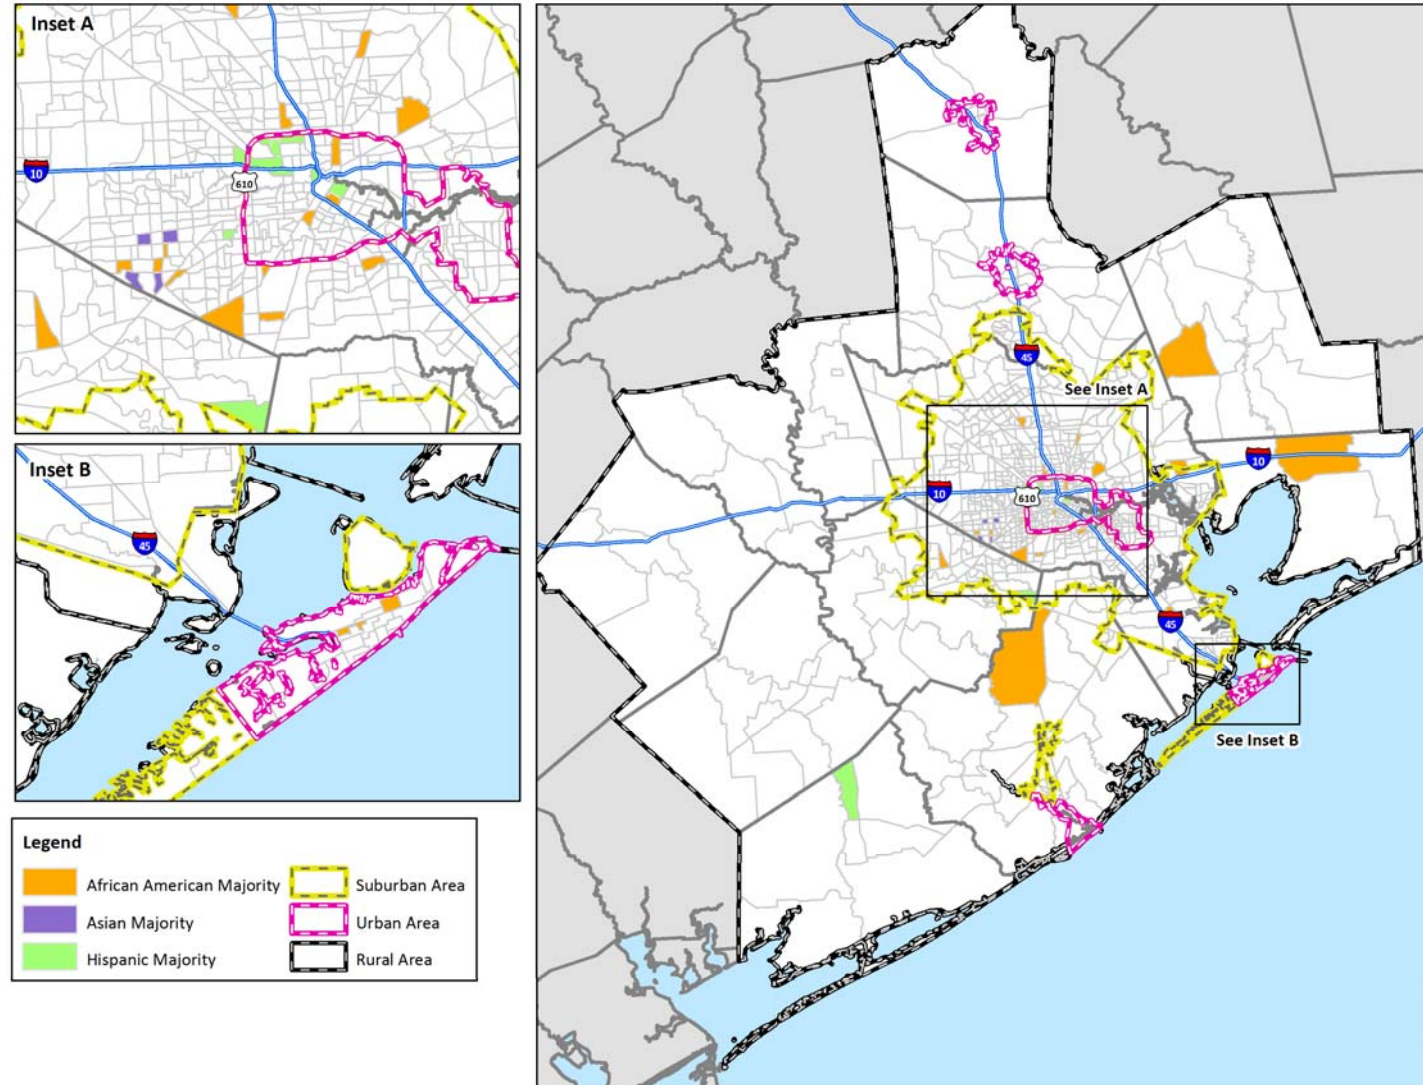 Inset A
10
610
Inset B
45
Legend
African American Majority
Suburban Area
Asian Majority
Urban Area
Hispanic Majority
Rural Area
45
See Inset A
10
10
610
45
See Inset B